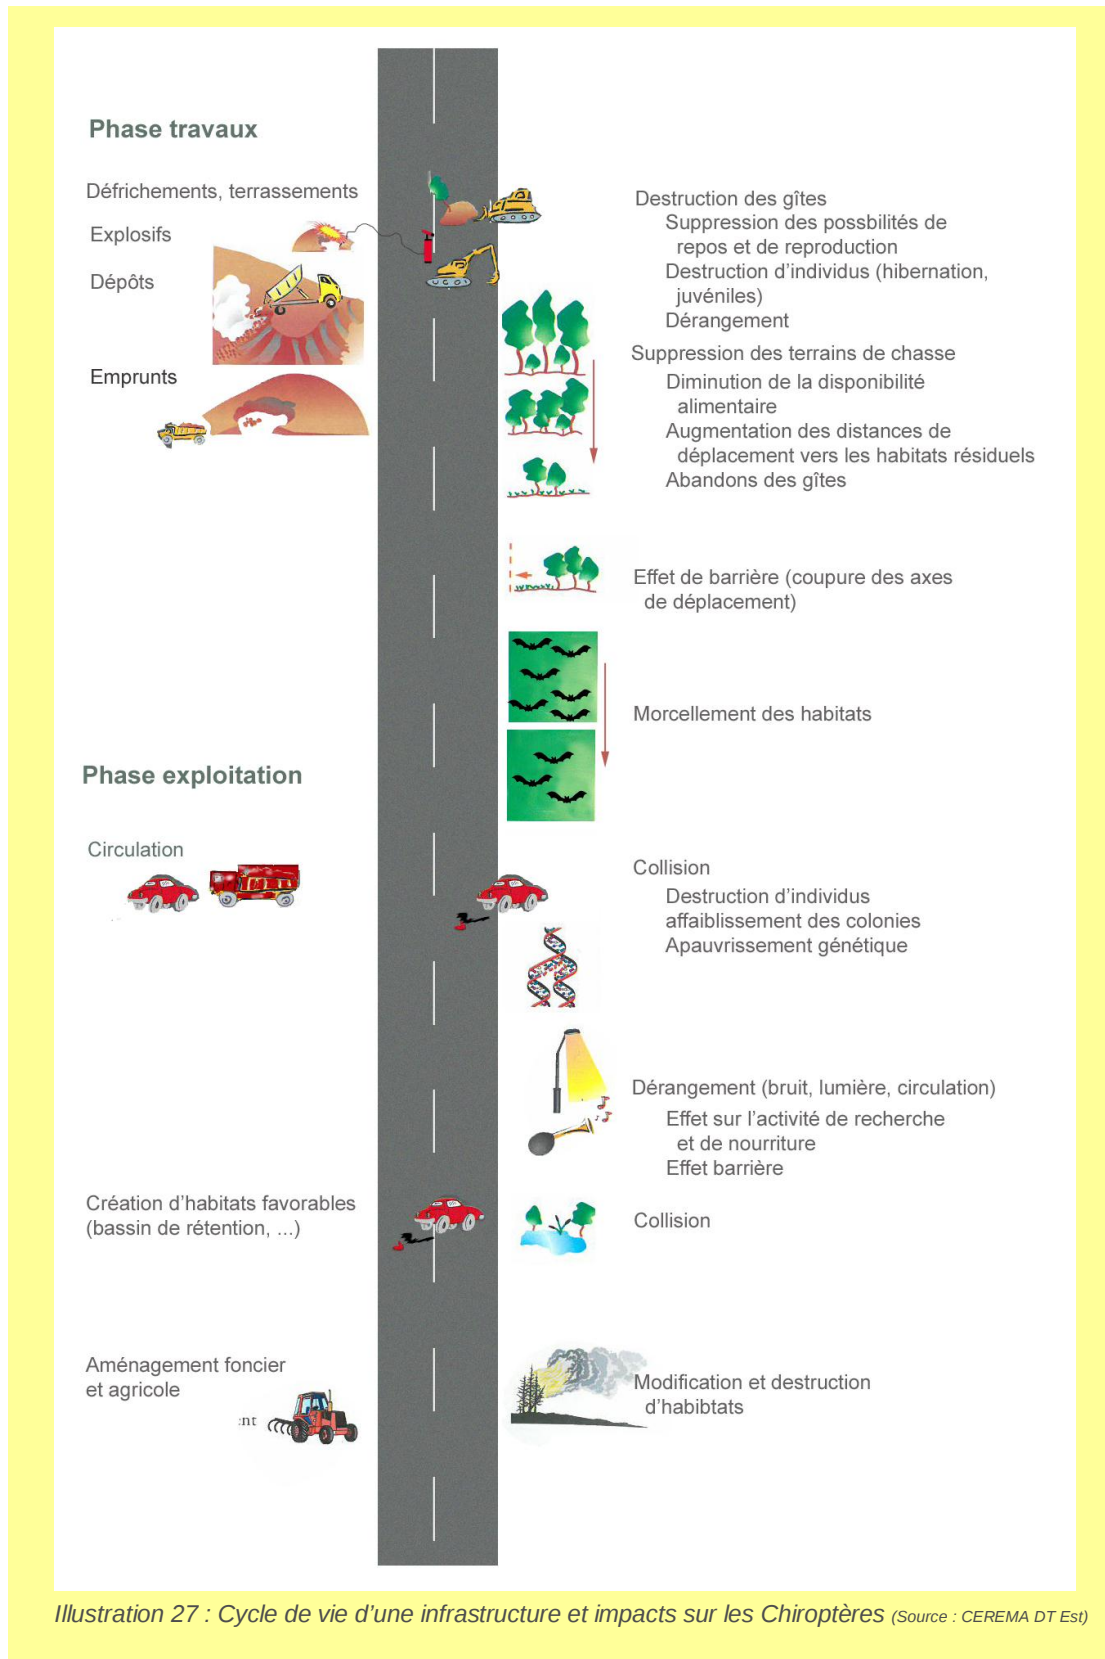 Phase travaux
Défrichements, terrassements
Explosifs
Dépôts
Emprunts
Destruction des gîtes
Suppression des possbilités de
repos et de reproduction
Destruction d'individus (hibernation,
juvéniles)
Dérangement
Suppression des terrains de chasse
Diminution de la disponibilité
alimentaire
Augmentation des distances de
déplacement vers les habitats résiduels
Abandons des gîtes
Effet de barrière (coupure des axes
de déplacement)
Morcellement des habitats
Phase exploitation
Circulation
Collision
Destruction d'individus
affaiblissement des colonies
Apauvrissement génétique
Dérangement (bruit, lumière, circulation)
Effet sur l'activité de recherche
et de nourriture
Effet barrière
Création d'habitats favorables
(bassin de rétention, ...)
Collision
Aménagement foncier
et agricole
:nt
Modification et destruction
d'habibtats
Illustration 27 : Cycle de vie d'une infrastructure et impacts sur les Chiroptères (Source : CEREMA DT Est)